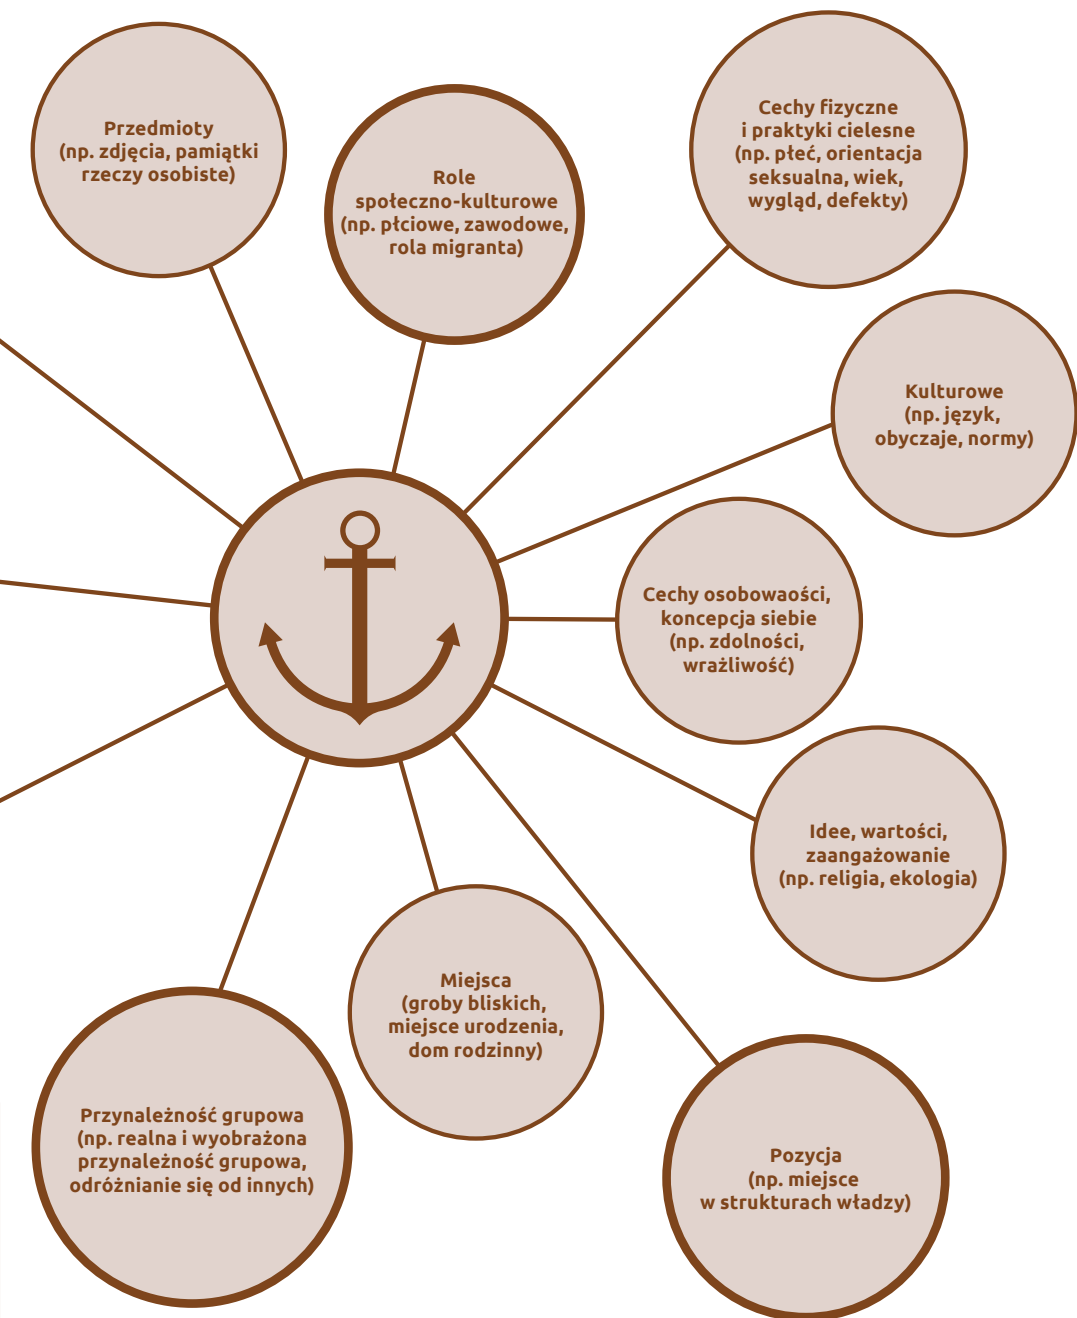 Przedmioty
(np. zdjęcia, pamiątki
rzeczy osobiste)
Role
społeczno-kulturowe
(np. płciowe, zawodowe,
rola migranta)
Cechy fizyczne
i praktyki cielesne
(np. płeć, orientacja
seksualna, wiek,
wygląd, defekty)
Kulturowe
(np. język,
obyczaje, normy)
Cechy osobowaości,
koncepcja siebie
(np. zdolności,
wrażliwość)
Idee, wartości,
zaangażowanie
(np. religia, ekologia)
Miejsca
(groby bliskich,
miejsce urodzenia,
dom rodzinny)
Przynależność grupowa
(np. realna i wyobrażona
przynależność grupowa,
odróżnianie się od innych)
Pozycja
(np. miejsce
w strukturach władzy)